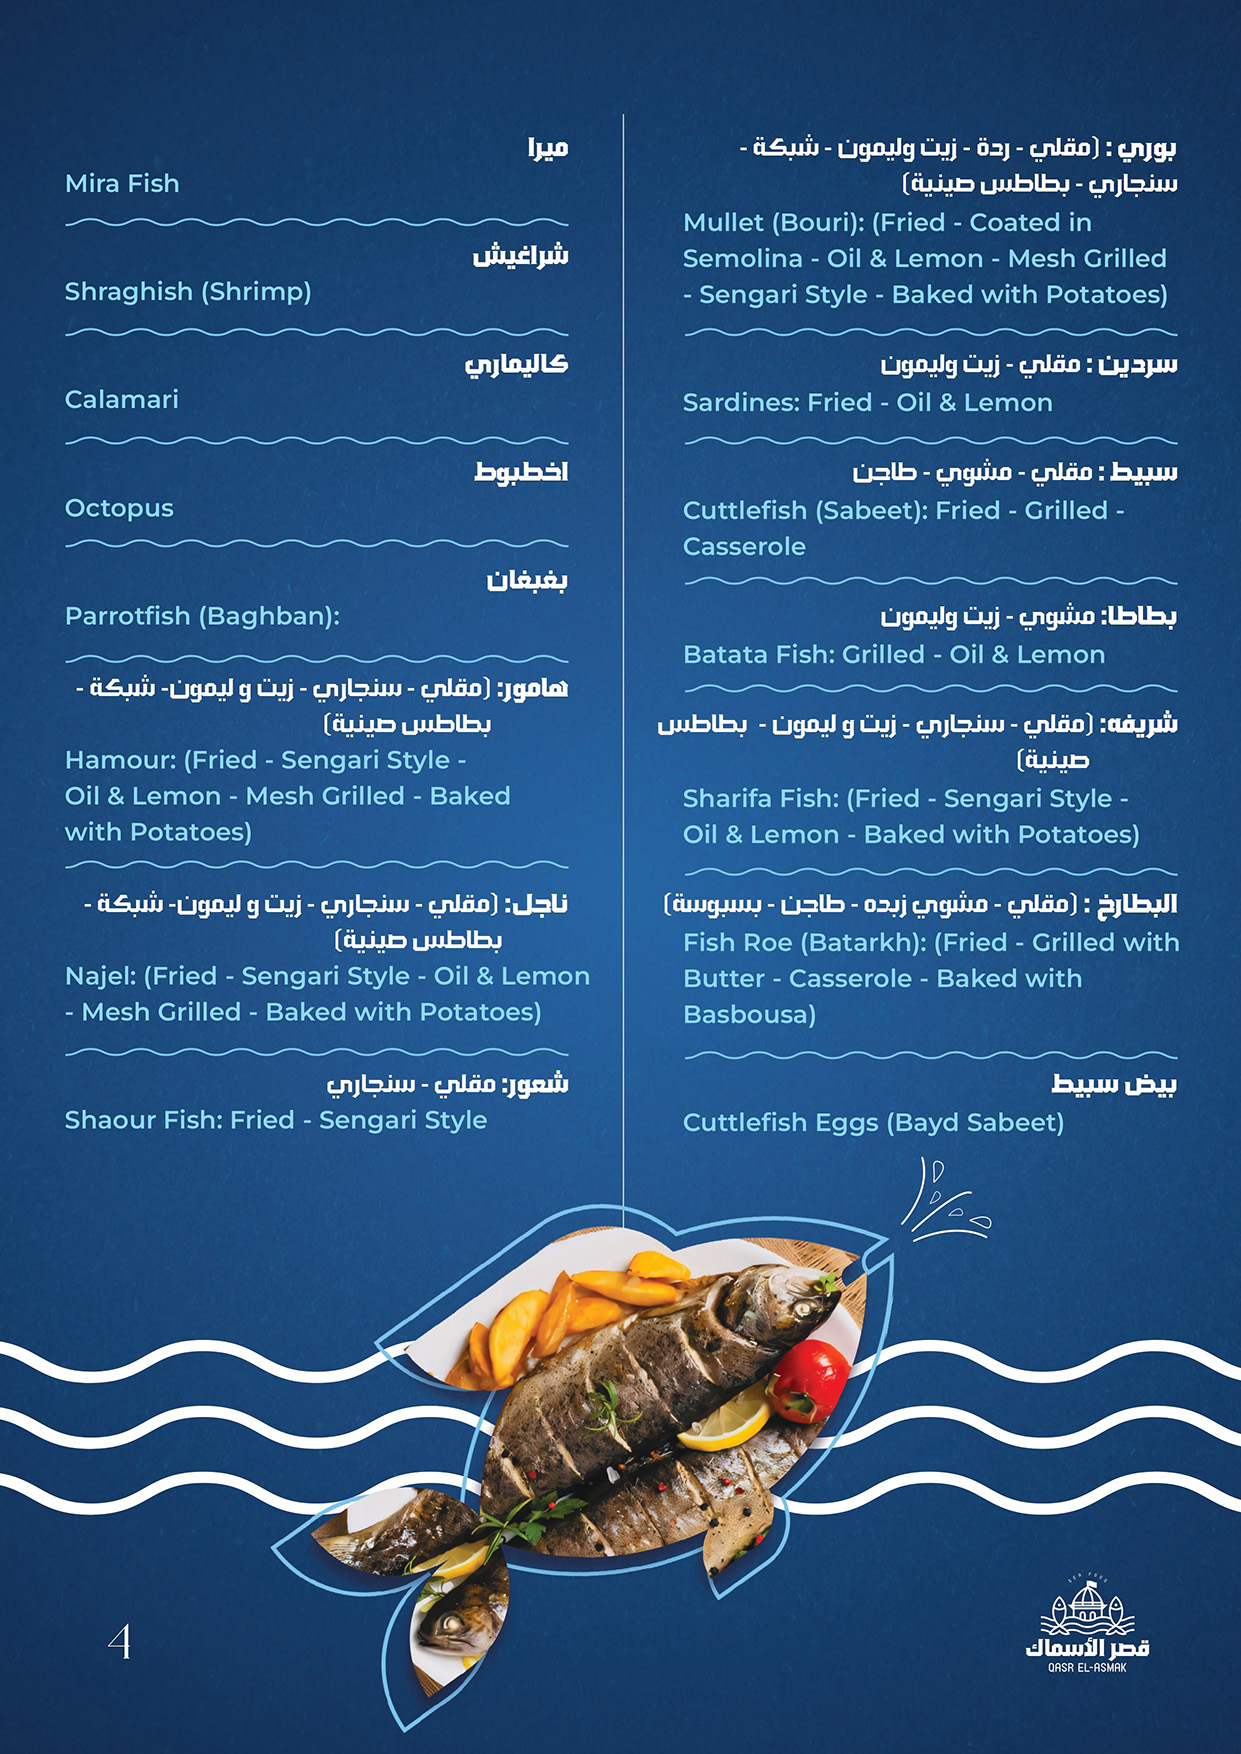 بوري : (مقلي - ردة - زيت وليمون - شبكة -
سنجاري - بطاطس صينية)
Mullet (Bouri): (Fried - Coated in
Semolina - Oil & Lemon - Mesh Grilled
- Sengari Style - Baked with Potatoes)
سردين : مقلي - زيت وليمون
Sardines: Fried - Oil & Lemon
سبيط : مقلي - مشوي - طاجن
Cuttlefish (Sabeet): Fried - Grilled -
Casserole
بطاطا: مشوي - زيت وليمون
Batata Fish: Grilled - Oil & Lemon
شريفه: (مقلي - سنجاري - زيت و ليمون - بطاطس
صينية)
Sharifa Fish: (Fried - Sengari Style -
Oil & Lemon - Baked with Potatoes)
البطارخ : (مقلي - مشوي زبده - طاجن - بسبوسة)
Fish Roe (Batarkh): (Fried - Grilled with
Butter - Casserole - Baked with
Basbousa)
بيض سبيط
Cuttlefish Eggs (Bayd Sabeet)
ميرا
Mira Fish
شراغيش
Shraghish (Shrimp)
كاليماري
Calamari
اخطبوط
Octopus
بغبغان
Parrotfish (Baghban):
هامور: (مقلي - سنجاري - زيت و ليمون- شبكة -
بطاطس صينية)
Hamour: (Fried - Sengari Style -
Oil & Lemon - Mesh Grilled - Baked
with Potatoes)
ناجل: (مقلي - سنجاري - زيت و ليمون- شبكة -
بطاطس صينية)
Najel: (Fried - Sengari Style - Oil & Lemon
- Mesh Grilled - Baked with Potatoes)
شعور: مقلي - سنجاري
Shaour Fish: Fried - Sengari Style
4
SEA FOOD
قصر الأسماك
QASR EL-ASMAK